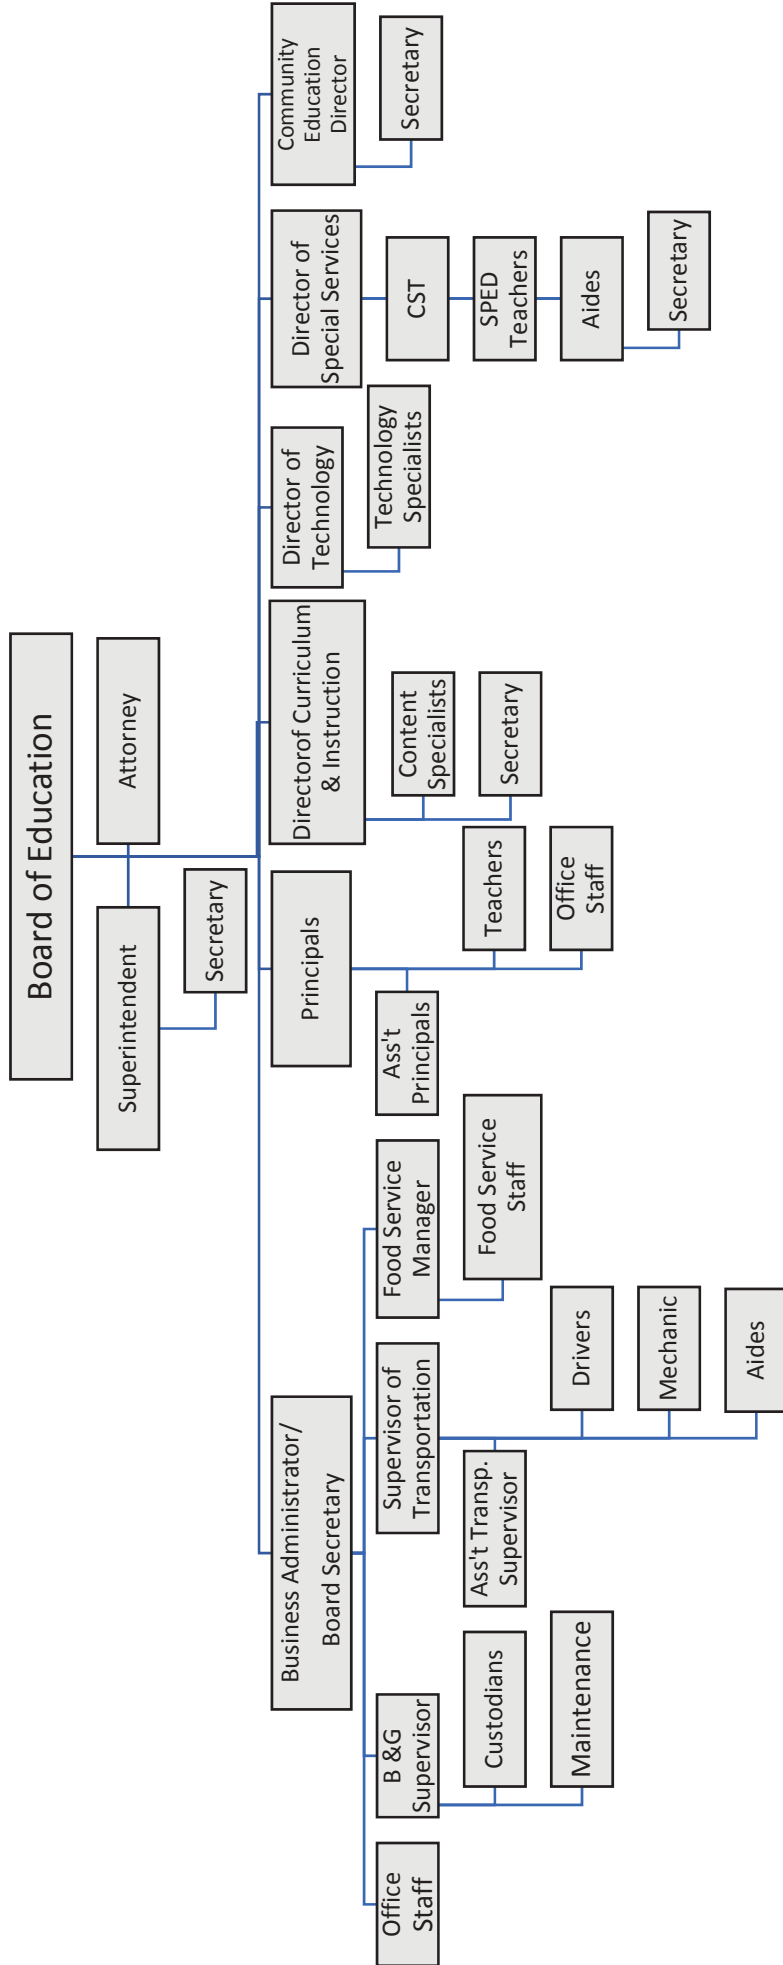 Board of Education
Superintendent
Attorney
Secretary
Business Administrator/
Board Secretary
Principals
Directorof Curriculum
& Instruction
Director of
Technology
Director of
Special Services
Community
Education
Director
Office
Staff
B &G
Supervisor
Supervisor of
Transportation
Food Service
Manager
Ass't
Principals
Content
Specialists
Technology
Specialists
CST
Secretary
Custodians
Ass't Transp.
Supervisor
Food Service
Staff
Teachers
Secretary
SPED
Teachers
Maintenance
Drivers
Office
Staff
Aides
Mechanic
Secretary
Aides